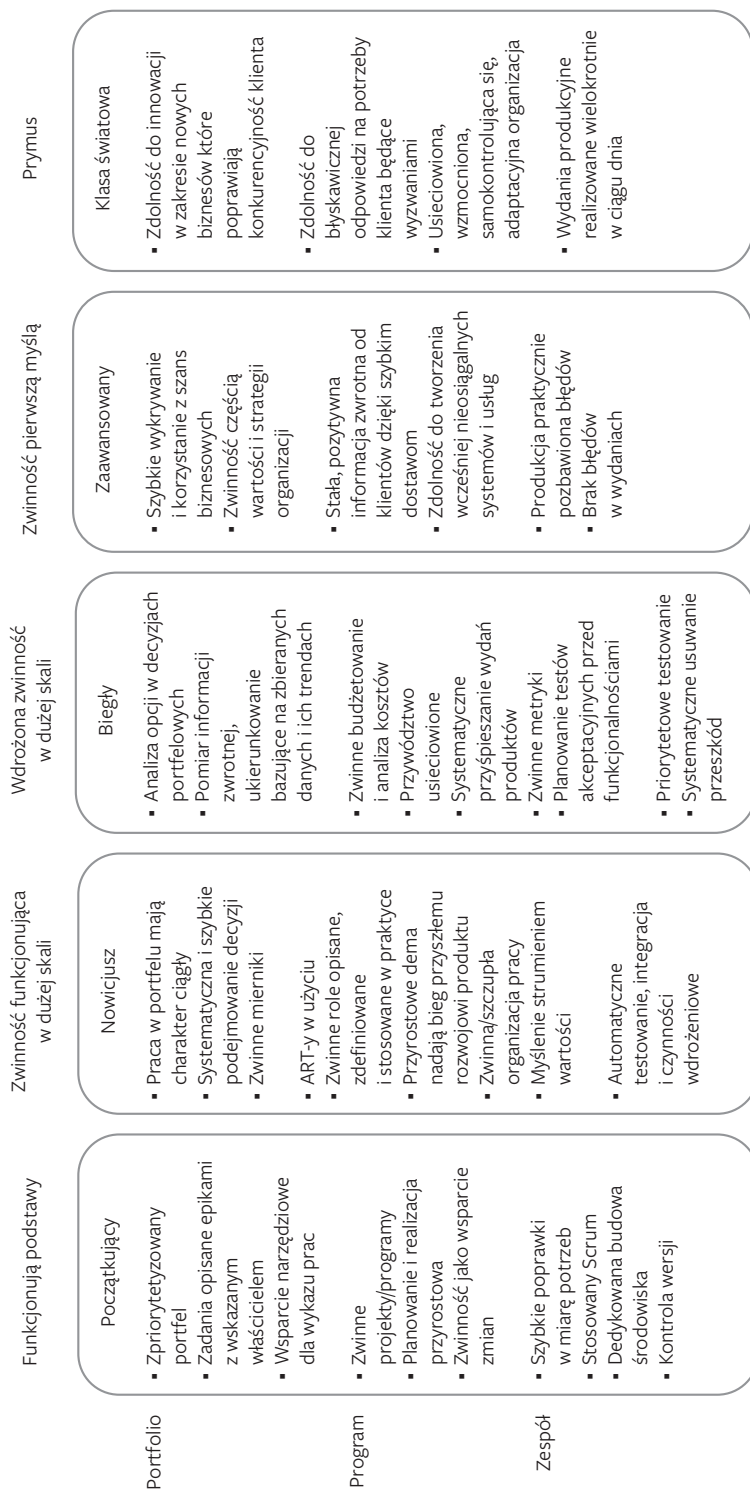 Funkcjonują podstawy
Początkujący
Portfolio
▪ Zpriorytetyzowany
portfel
▪ Zadania opisane epikami
z wskazanym
właścicielem
▪ Wsparcie narzędziowe
dla wykazu prac
Program
▪ Zwinne
projekty/programy
▪ Planowanie i realizacja
przyrostowa
▪ Zwinność jako wsparcie
zmian
Zespół
▪ Szybkie poprawki
w miarę potrzeb
▪ Stosowany Scrum
▪ Dedykowana budowa
środowiska
▪ Kontrola wersji
Zwinność funkcjonująca
w dużej skali
Nowicjusz
▪ Praca w portfelu mają
charakter ciągły
▪ Systematyczna i szybkie
podejmowanie decyzji
▪ Zwinne mierniki
▪ ART-y w użyciu
▪ Zwinne role opisane,
zdefiniowane
i stosowane w praktyce
▪ Przyrostowe dema
nadają bieg przyszłemu
rozwojowi produktu
▪ Zwinna/szczupła
organizacja pracy
▪ Myślenie strumieniem
wartości
▪ Automatyczne
testowanie, integracja
i czynności
wdrożeniowe
Wdrożona zwinność
w dużej skali
Biegły
▪ Analiza opcji w decyzjach
portfelowych
▪ Pomiar informacji
zwrotnej,
ukierunkowanie
bazujące na zbieranych
danych i ich trendach
▪ Zwinne budżetowanie
i analiza kosztów
▪ Przywództwo
usieciowione
▪ Systematyczne
przyśpieszanie wydań
produktów
▪ Zwinne metryki
▪ Planowanie testów
akceptacyjnych przed
funkcjonalnościami
▪ Priorytetowe testowanie
▪ Systematyczne usuwanie
przeszkód
Zwinność pierwszą myślą
Zaawansowany
▪ Szybkie wykrywanie
i korzystanie z szans
biznesowych
▪ Zwinność częścią
wartości i strategii
organizacji
▪ Stała, pozytywna
informacja zwrotna od
klientów dzięki szybkim
dostawom
▪ Zdolność do tworzenia
wcześniej nieosiągalnych
systemów i usług
▪ Produkcja praktycznie
pozbawiona błędów
▪ Brak błędów
w wydaniach
Prymus
Klasa światowa
▪ Zdolność do innowacji
w zakresie nowych
biznesów które
poprawiają
konkurencyjność klienta
▪ Zdolność do
błyskawicznej
odpowiedzi na potrzeby
klienta będące
wyzwaniami
▪ Usieciowiona,
wzmocniona,
samokontrolująca się,
adaptacyjna organizacja
▪ Wydania produkcyjne
realizowane wielokrotnie
w ciągu dnia